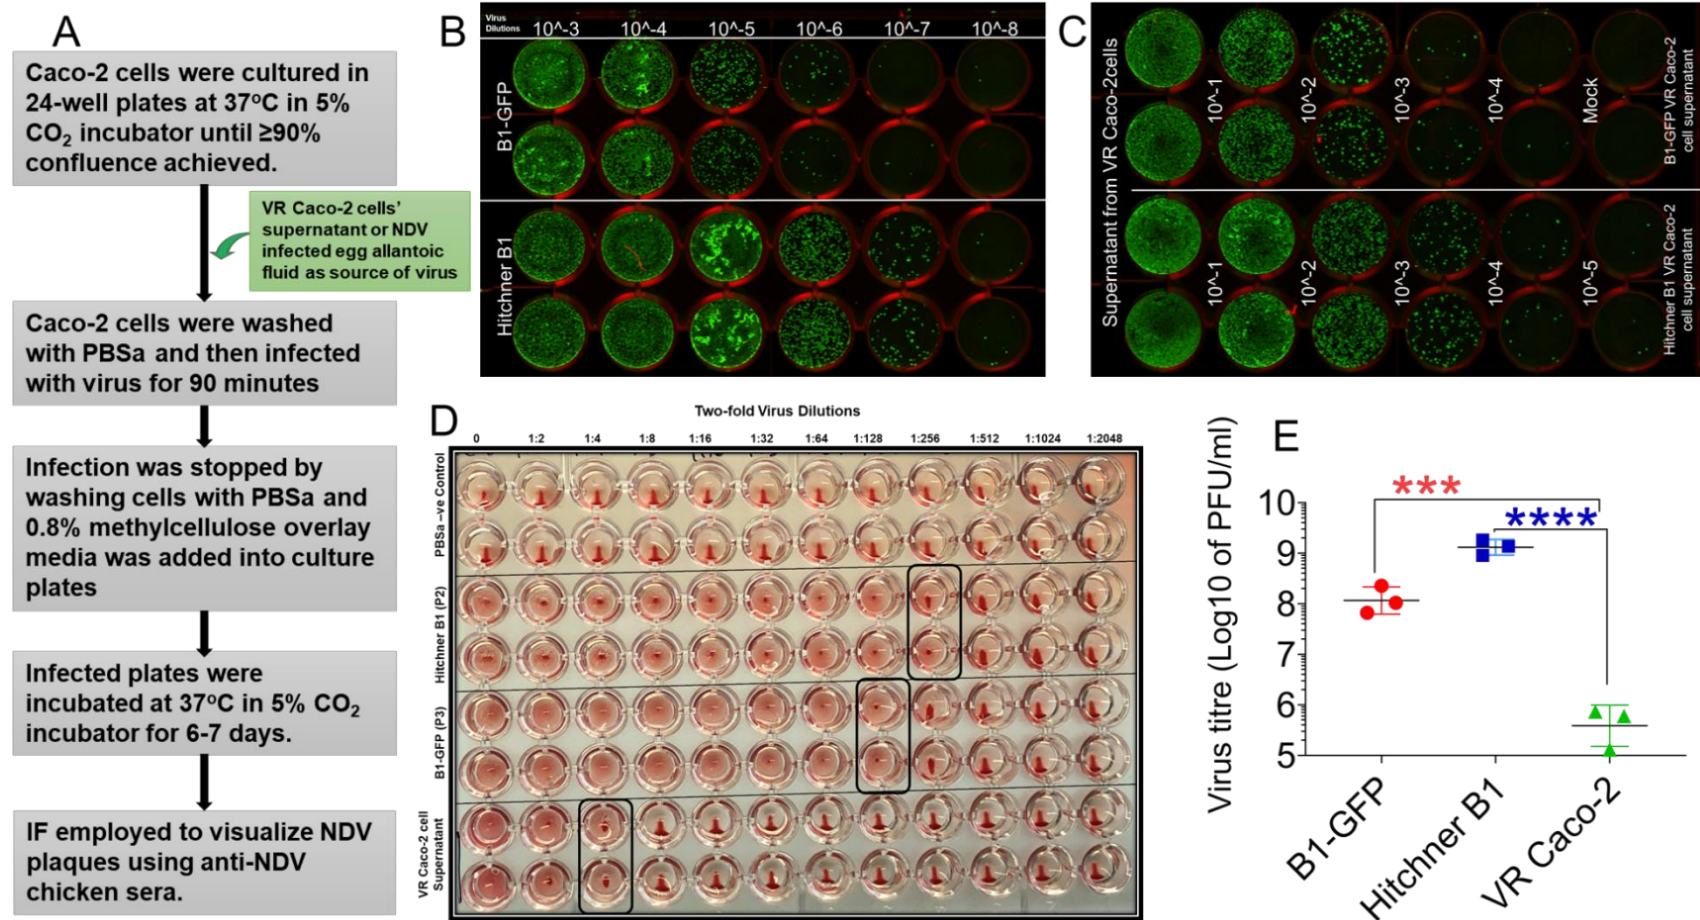 A
Caco-2 cells were cultured in
24-well plates at 37oC in 5%
CO2 incubator until ≥90%
confluence achieved.
VR Caco-2 cells’
supernatant or NDV
infected egg allantoic
fluid as source of virus
Caco-2 cells were washed
with PBSa and then infected
with virus for 90 minutes
Infection was stopped by
washing cells with PBSa and
0.8% methylcellulose overlay
media was added into culture
plates
Infected plates were
incubated at 37oC in 5% CO2
incubator for 6-7 days.
IF employed to visualize NDV
plaques using anti-NDV
chicken sera.
B
Virus
Dilutions
10^-3 10^-4 10^-5 10^-6 10^-7 10^-8
B1-GFP
Hitchner B1
C
Supernatant from VR Caco-2cells
10^-1 10^-2 10^-3 10^-4 Mock
B1-GFP VR Caco-2
cell supernatant
10^-1 10^-2 10^-3 10^-4 10^-5
Hitchner B1 VR Caco-2
cell supernatant
D
Two-fold Virus Dilutions
0 1:2 1:4 1:8 1:16 1:32 1:64 1:128 1:256 1:512 1:1024 1:2048
PBSa –ve Control
Hitchner B1 (P2)
B1-GFP (P3)
VR Caco-2 cell
Supernatant
E
Virus titre (Log10 of PFU/ml)
10
9
8
7
6
5
***
****
B1-GFP
Hitchner B1
VR Caco-2